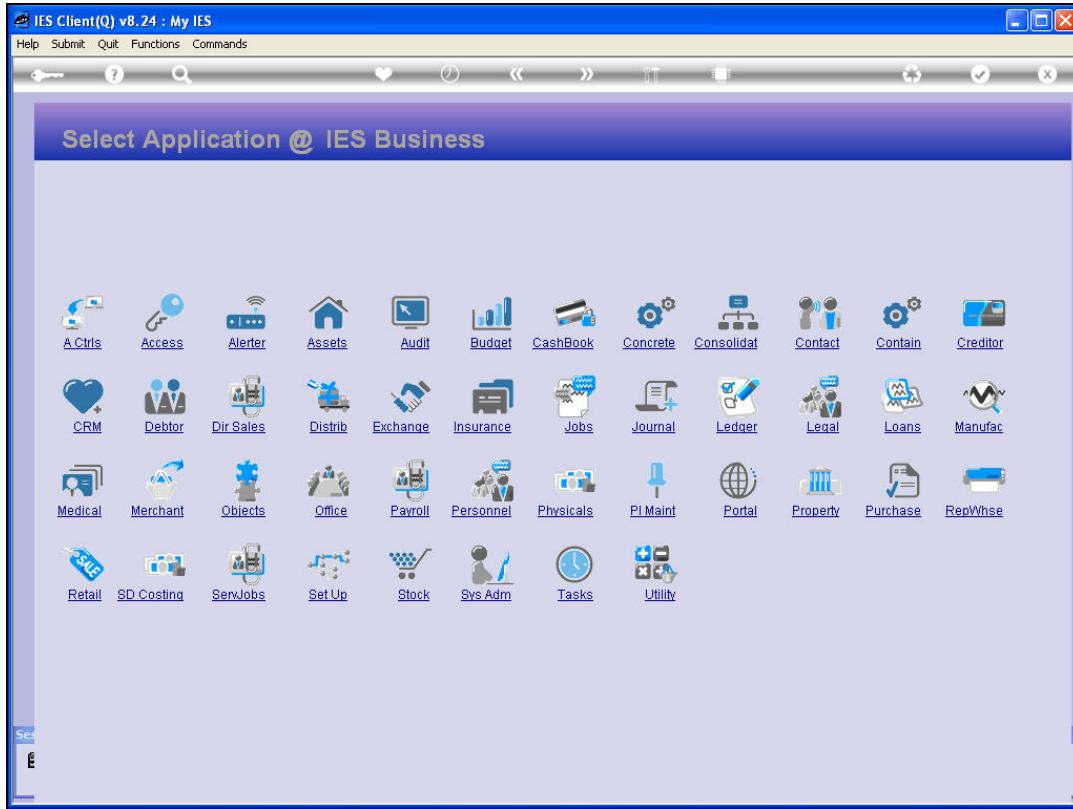 IES Client(Q) v8.24 : My IES
Help Submit Quit Functions Commands
Select Application @ IES Business
A Ctrls Access Alerter Assets Audit Budget CashBook Concrete Consolidat Contact Contain Creditor
CRM Debtor Dir Sales Distrib Exchange Insurance Jobs Journal Ledger Legal Loans Manufac
Medical Merchant Objects Office Payroll Personnel Physicals Pl Maint Portal Property Purchase RepWhse
SALE
Retail SD Costing ServJobs Set Up Stock Sys Adm Tasks Utility
Ses